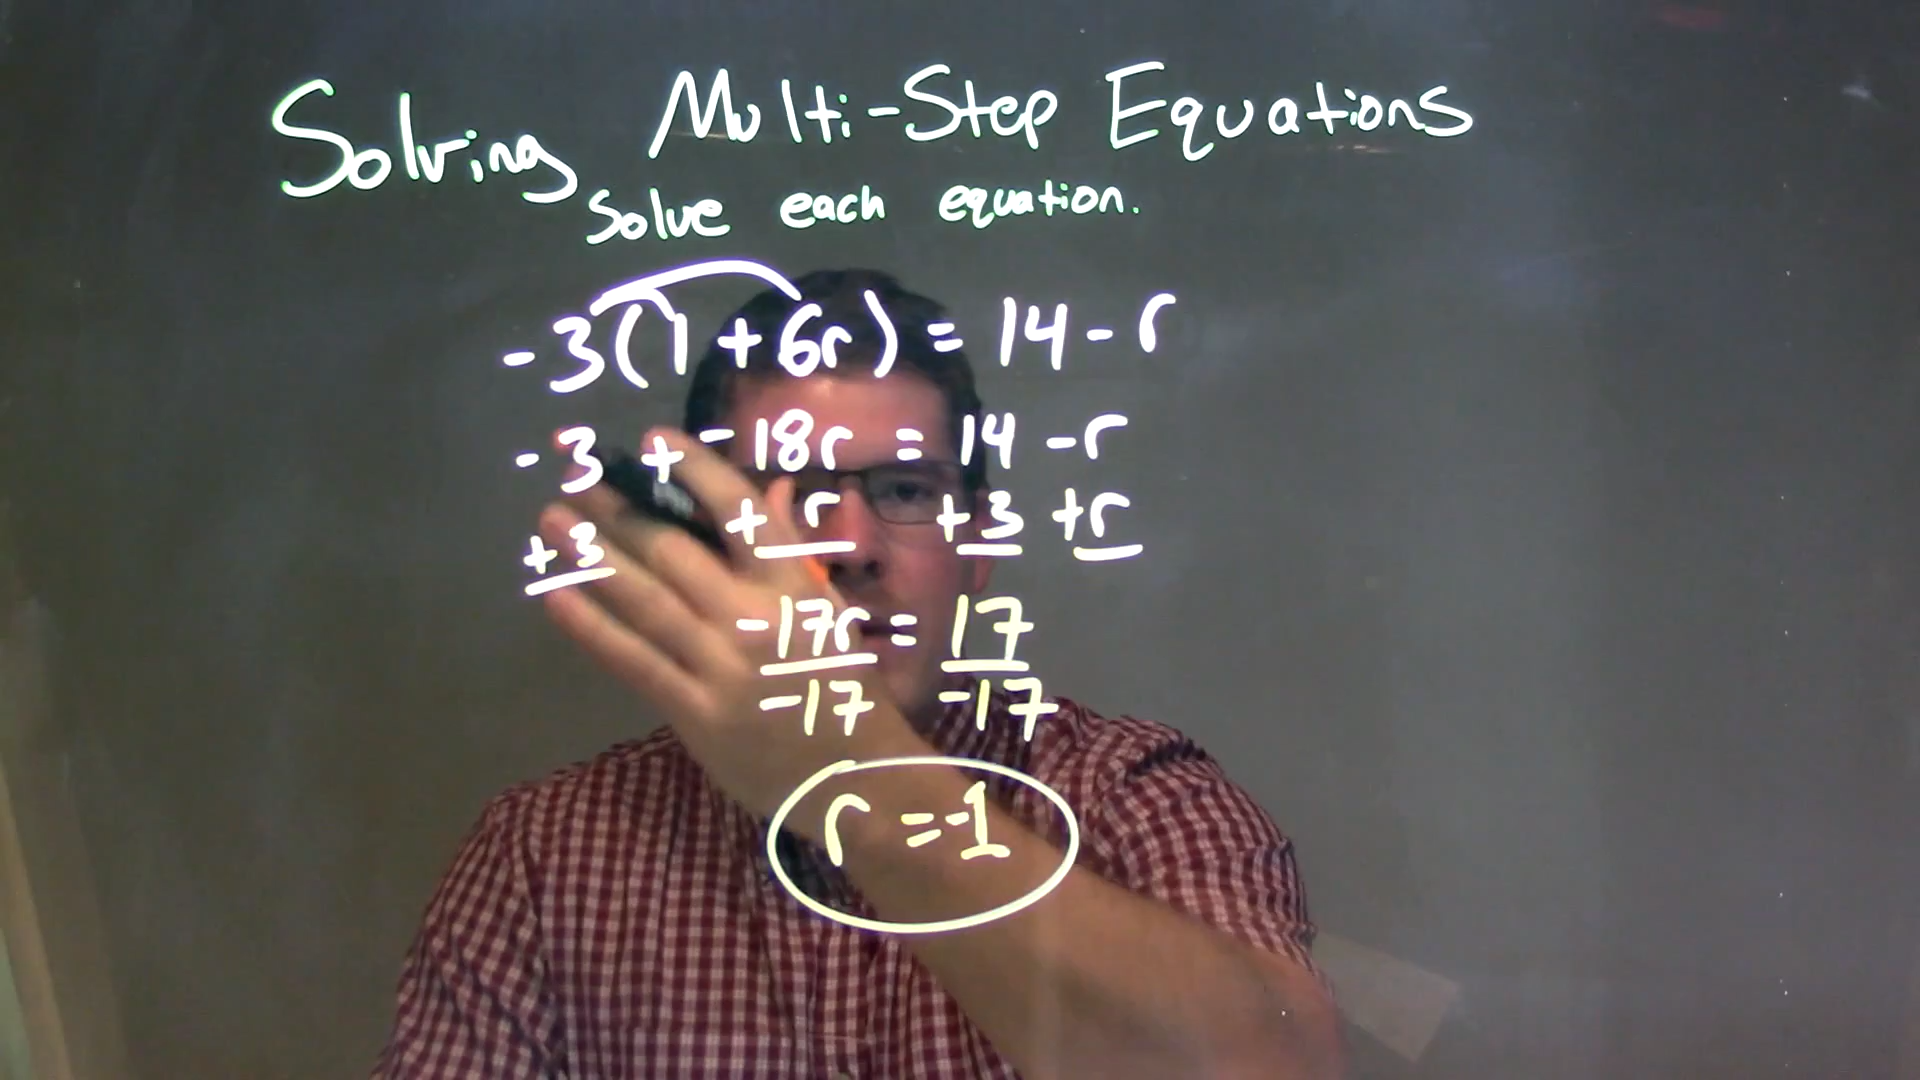 Solving Multi-Step Equations
Solve each equation.
-3(1+6r) = 14-r
-3 + -18r = 14 -r
+3 +r +3 +r
-17r = 17
-17 -17
r = -1